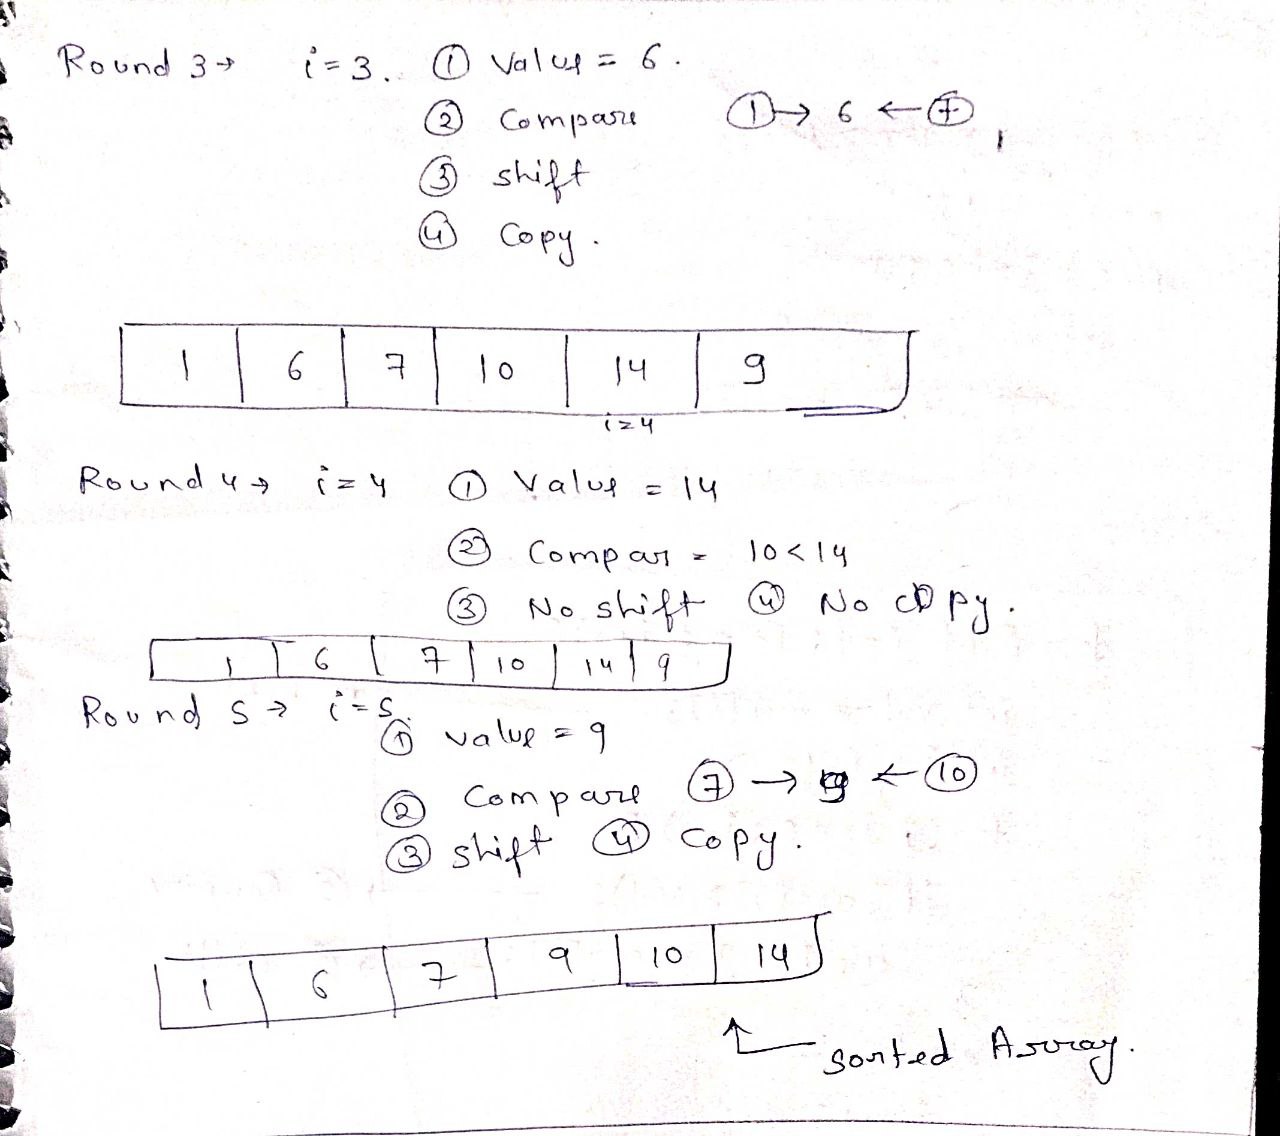 Round 3→ i=3. ① Value = 6.
② Compare ①→ 6 ←⑦
③ shift
④ Copy.
1 6 7 10 14 9
i=4
Round 4→ i=4 ① Value = 14
② Compar = 10<14
③ No shift ④ No copy.
1 6 7 10 14 9
Round 5→ i=5.
① value = 9
② Compare ⑦ → 9 ← ⑩
③ shift ④ copy.
1 6 7 9 10 14
sorted Array.